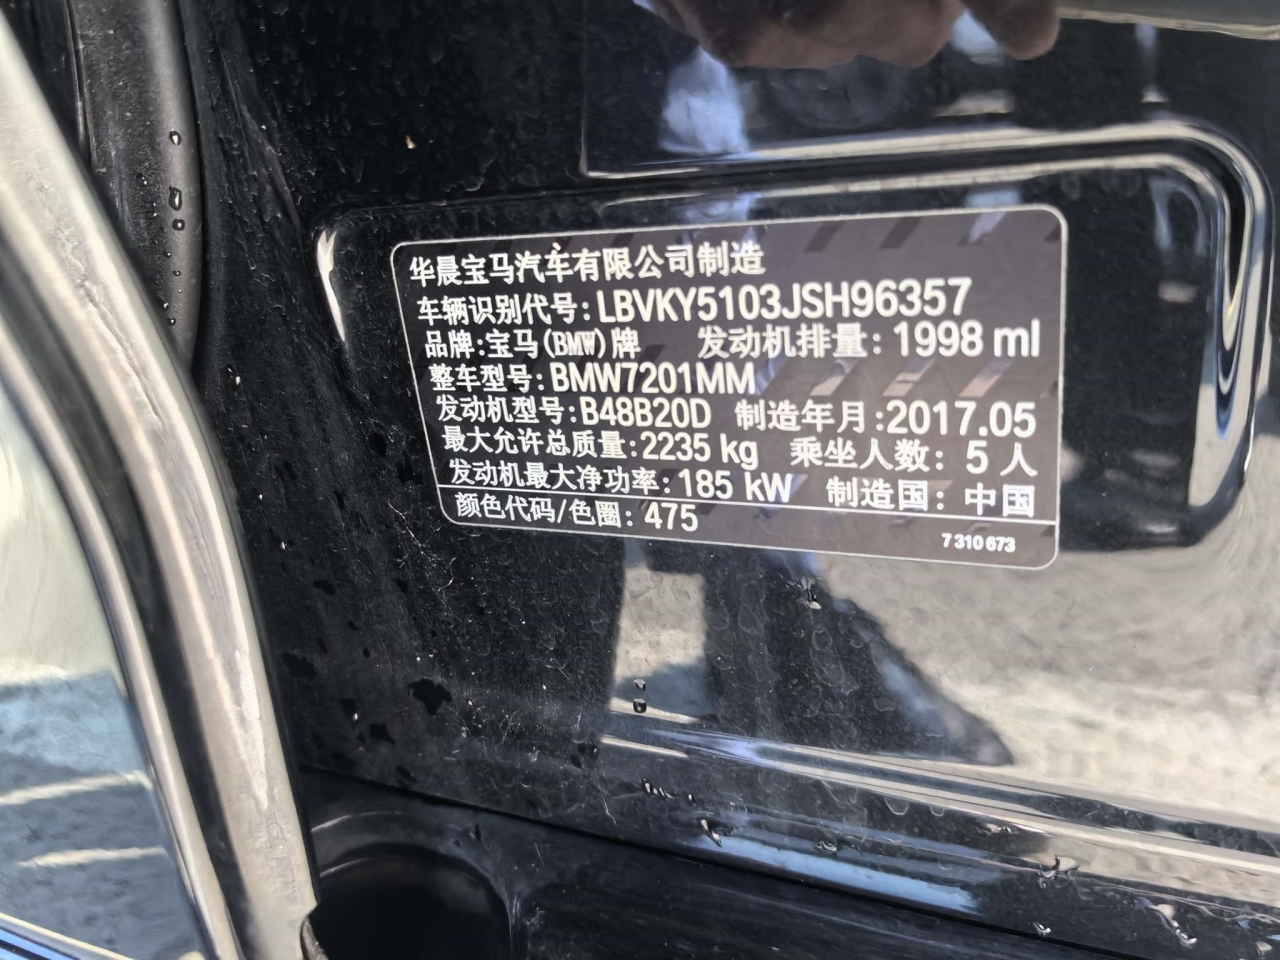 华晨宝马汽车有限公司制造
车辆识别代号: LBVKY5103JSH96357
品牌:宝马(BMW)牌 发动机排量: 1998 ml
整车型号: BMW7201MM
发动机型号: B48B20D 制造年月:2017.05
最大允许总质量:2235 kg 乘坐人数: 5 人
发动机最大净功率:185 kW 制造国: 中国
颜色代码/色圈: 475
7 310 673